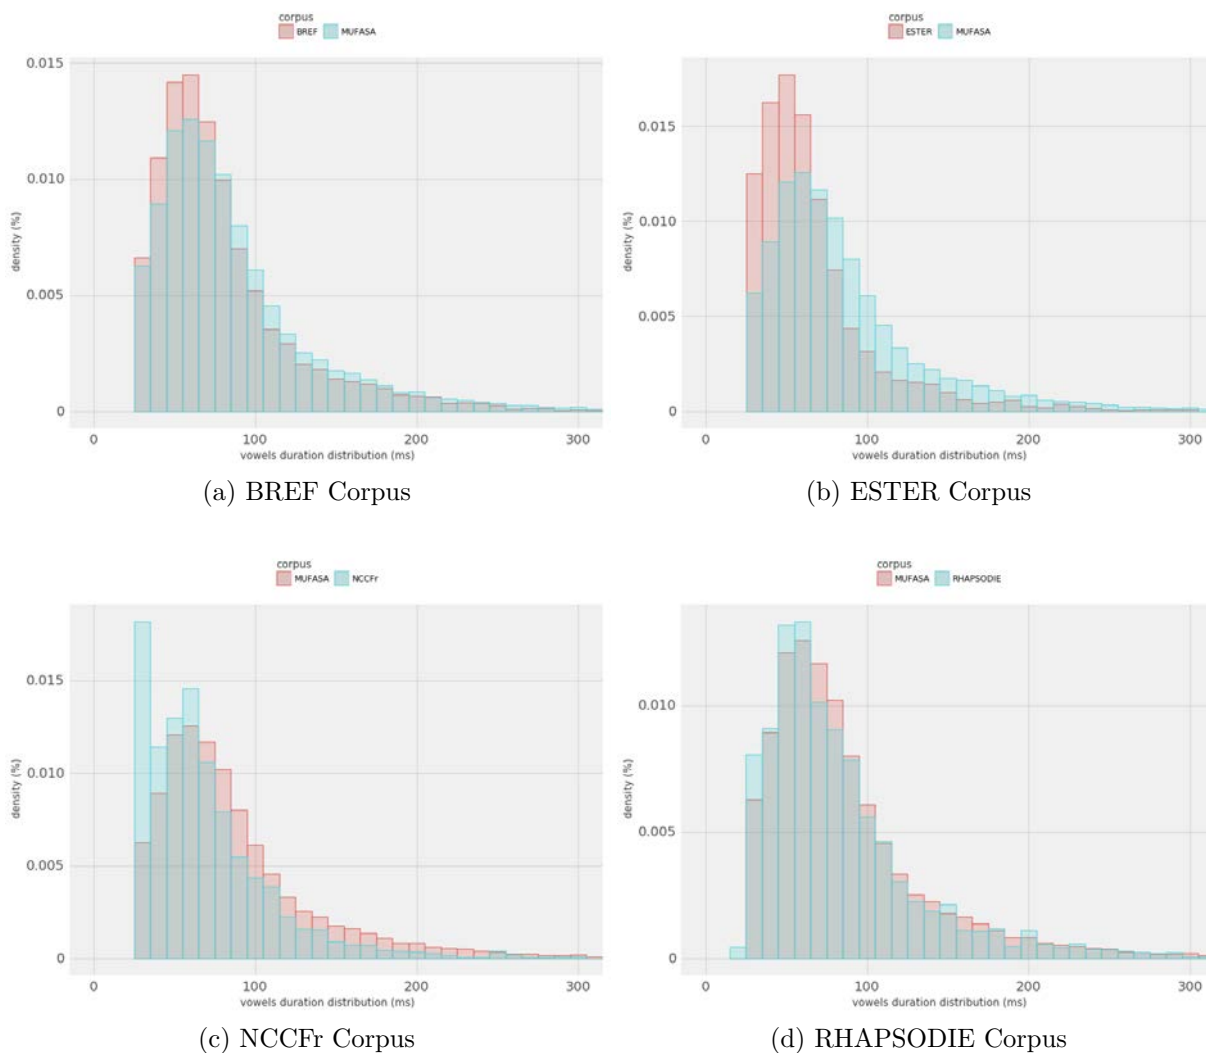 corpus
BREF MUFASA
0.015
0.010
0.005
0
density (%)
0 100 200 300
vowels duration distribution (ms)
(a) BREF Corpus
corpus
ESTER MUFASA
0.015
0.010
0.005
0
density (%)
0 100 200 300
vowels duration distribution (ms)
(b) ESTER Corpus
corpus
MUFASA NCCFr
0.015
0.010
0.005
0
density (%)
0 100 200 300
vowels duration distribution (ms)
(c) NCCFr Corpus
corpus
MUFASA RHAPSODIE
0.010
0.005
0
density (%)
0 100 200 300
vowels duration distribution (ms)
(d) RHAPSODIE Corpus